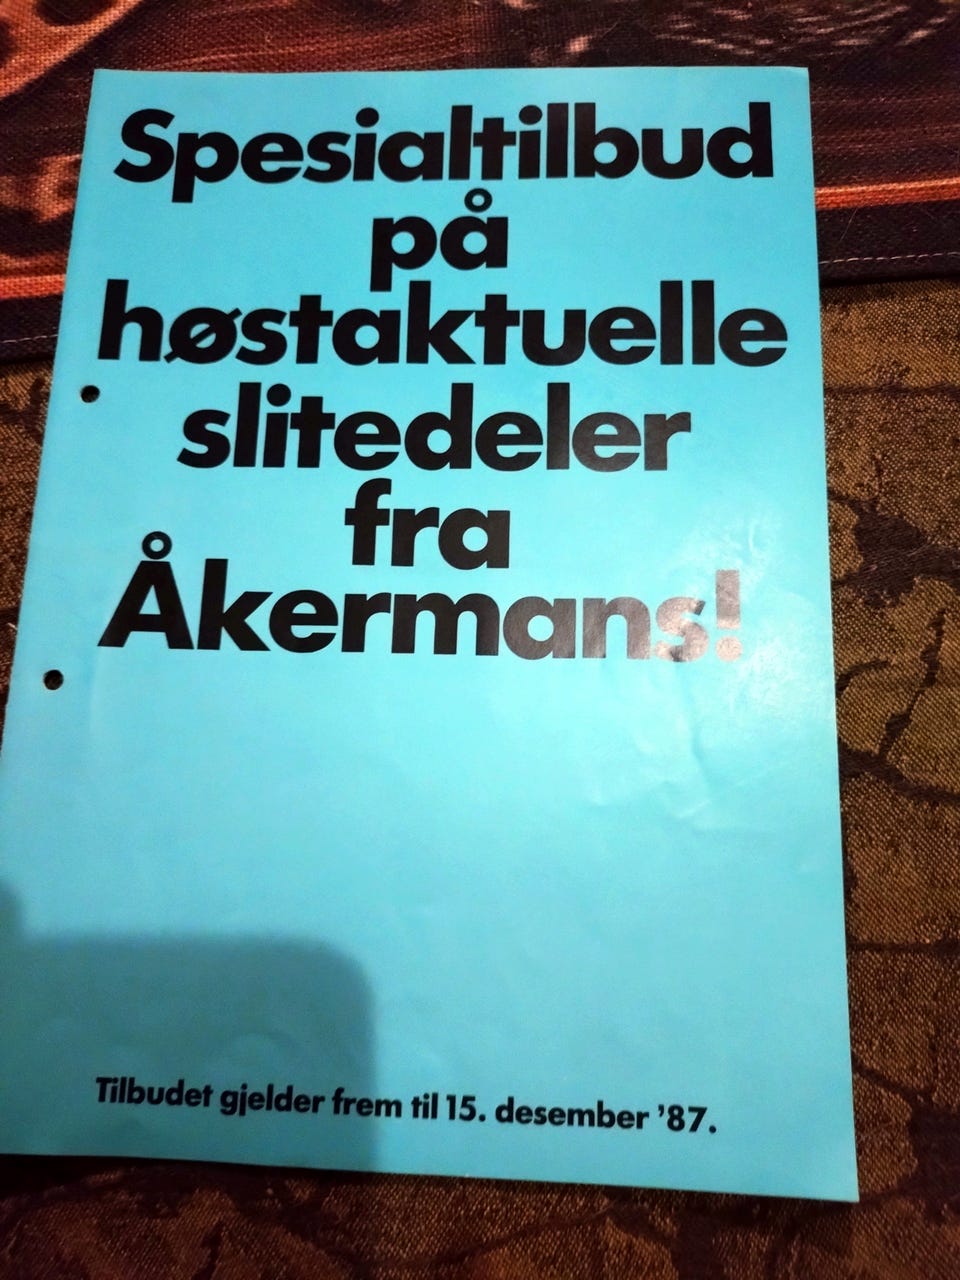 Spesialtilbud
på
høstaktuelle
slitedeler
fra
Åkermans!
Tilbudet gjelder frem til 15. desember '87.